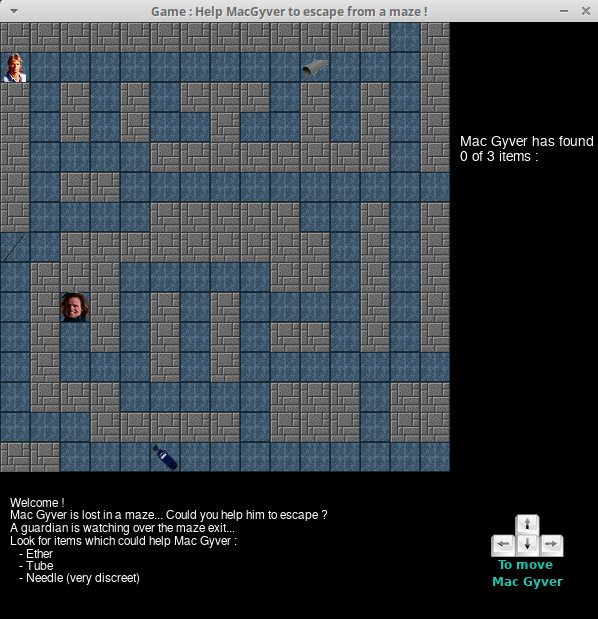 Game : Help MacGyver to escape from a maze !
Mac Gyver has found
0 of 3 items :
Welcome !
Mac Gyver is lost in a maze... Could you help him to escape ?
A guardian is watching over the maze exit...
Look for items which could help Mac Gyver :
- Ether
- Tube
- Needle (very discreet)
To move
Mac Gyver